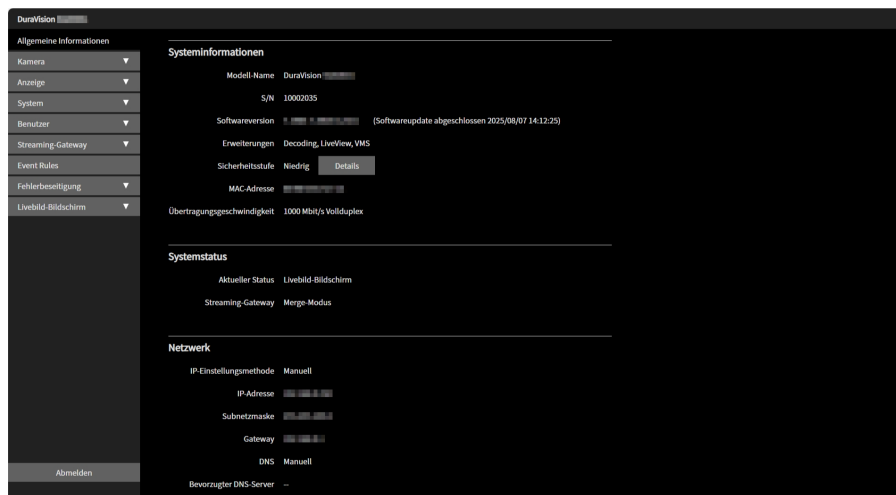 DuraVision
Allgemeine Informationen
Kamera
Anzeige
System
Benutzer
Streaming-Gateway
Event Rules
Fehlerbeseitigung
Livebild-Bildschirm
Abmelden
Systeminformationen
Modell-Name DuraVision
S/N 10002035
Softwareversion (Softwareupdate abgeschlossen 2025/08/07 14:12:25)
Erweiterungen Decoding, LiveView, VMS
Sicherheitsstufe Niedrig Details
MAC-Adresse
Übertragungsgeschwindigkeit 1000 Mbit/s Vollduplex
Systemstatus
Aktueller Status Livebild-Bildschirm
Streaming-Gateway Merge-Modus
Netzwerk
IP-Einstellungsmethode Manuell
IP-Adresse
Subnetzmaske
Gateway
DNS Manuell
Bevorzugter DNS-Server --